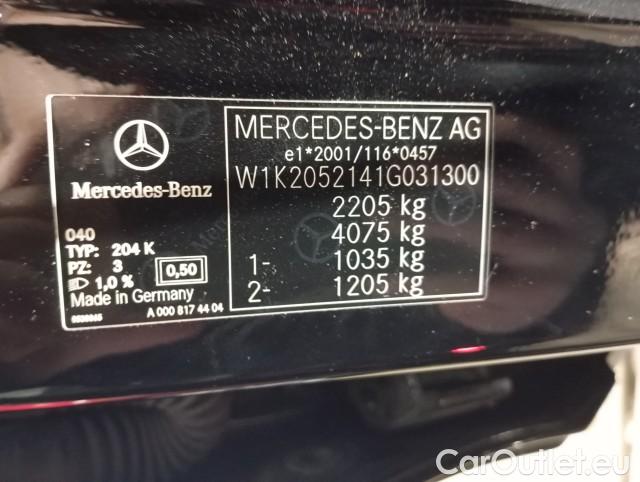 Mercedes-Benz
040
TYP: 204 K
PZ: 3
0,50
1,0 %
Made in Germany
A 000 817 44 04
MERCEDES-BENZ AG
e1*2001/116*0457
W1K2052141G031300
2205 kg
4075 kg
1- 1035 kg
2- 1205 kg
CarOutlet.eu